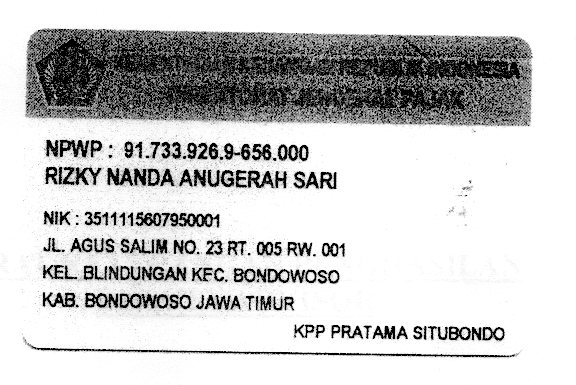 KEMENTERIAN KEUANGAN REPUBLIK INDONESIA
DIREKTORAT JENDERAL PAJAK
NPWP : 91.733.926.9-656.000
RIZKY NANDA ANUGERAH SARI
NIK : 3511115607950001
JL. AGUS SALIM NO. 23 RT. 005 RW. 001
KEL. BLINDUNGAN KEC. BONDOWOSO
KAB. BONDOWOSO JAWA TIMUR
KPP PRATAMA SITUBONDO